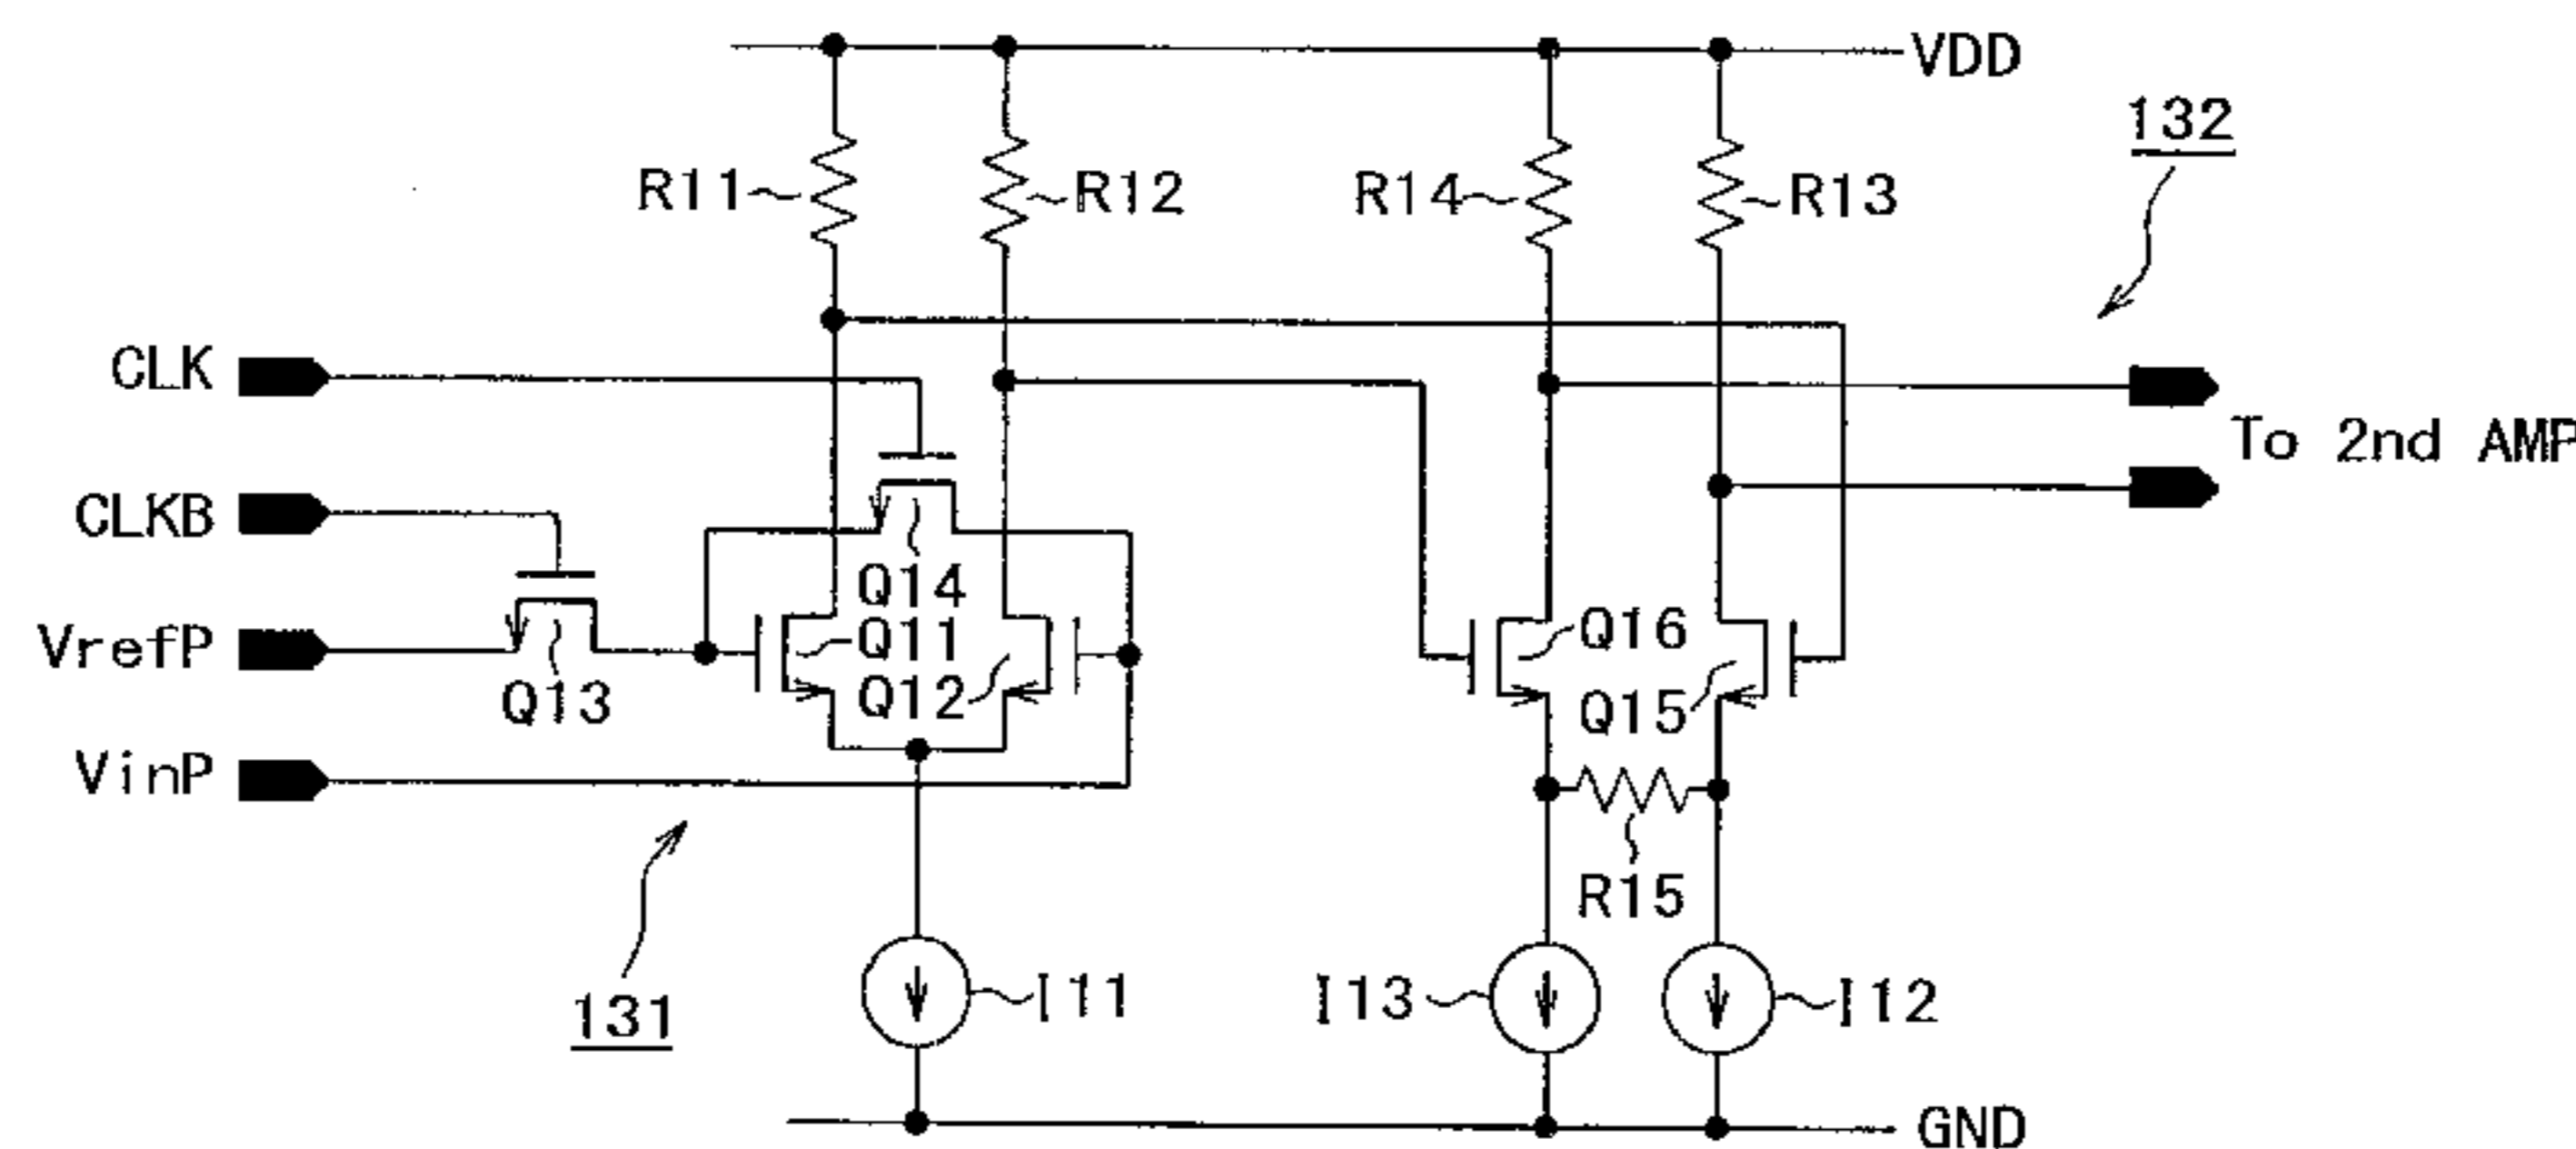 VDD
132
R11
R12
R14
R13
CLK
To 2nd AMP
CLKB
Q14
VrefP
Q11
Q16
Q13
Q12
Q15
VinP
R15
131
I11
I13
I12
GND